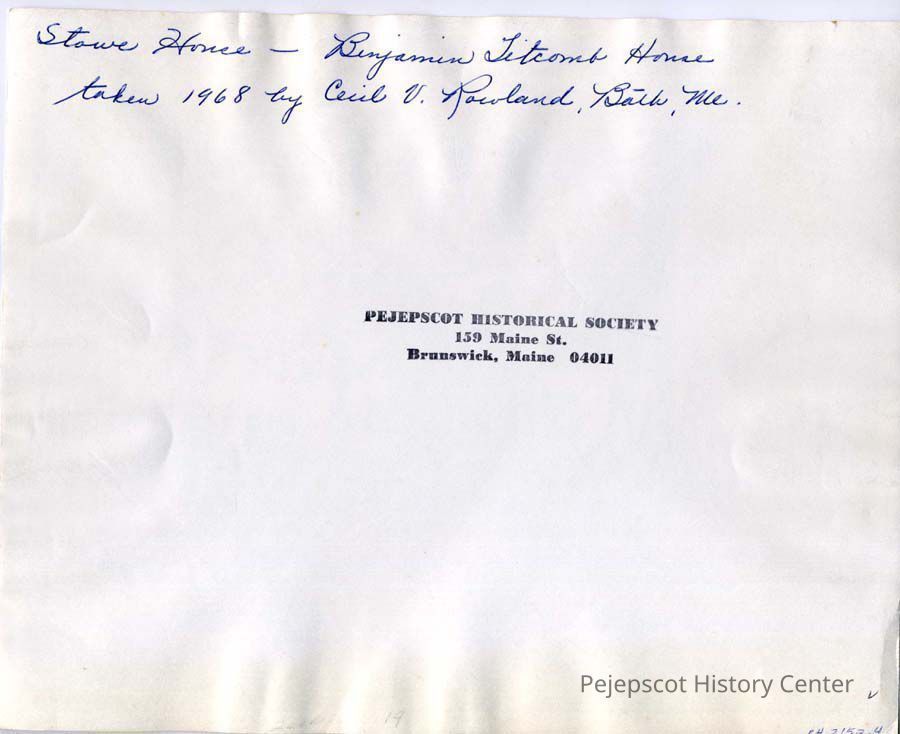 Stowe House — Benjamin Titcomb House
taken 1968 by Cecil V. Rowland, Bath, Me.
PEJEPSCOT HISTORICAL SOCIETY
159 Maine St.
Brunswick, Maine 04011
Pejepscot History Center